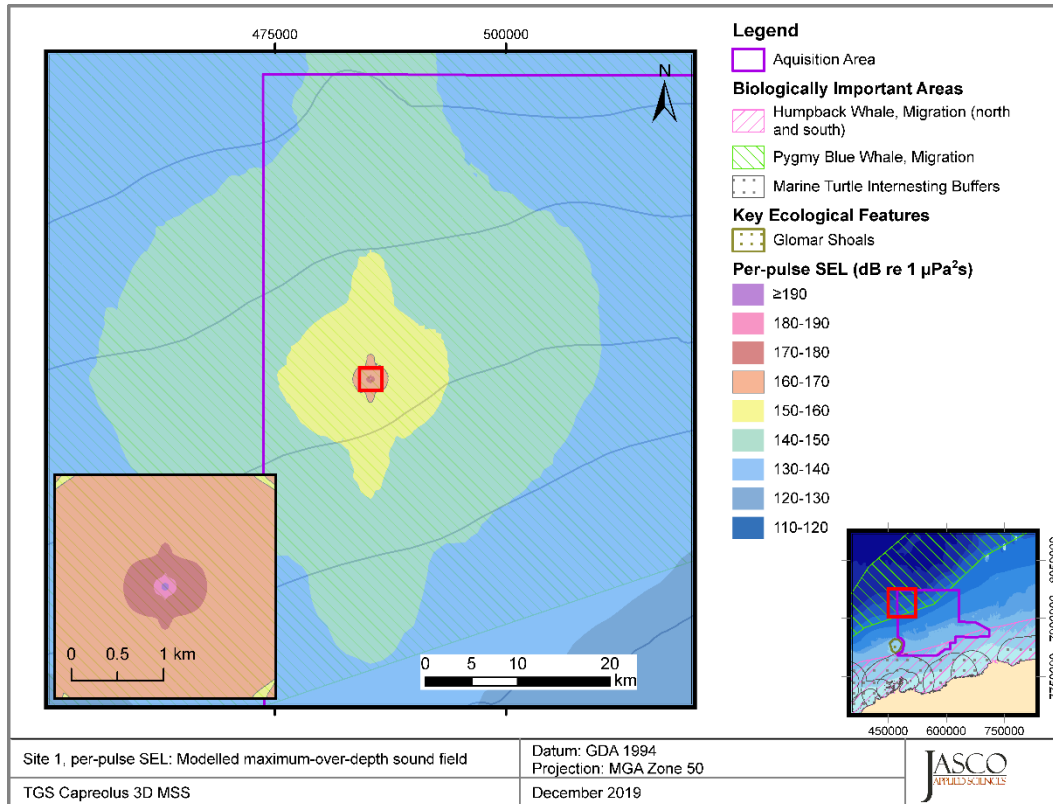 475000
500000
N
0 0.5 1 km
0 5 10 20
km
Legend
Aquisition Area
Biologically Important Areas
Humpback Whale, Migration (north
and south)
Pygmy Blue Whale, Migration
Marine Turtle Internesting Buffers
Key Ecological Features
Glomar Shoals
Per-pulse SEL (dB re 1 µPa²s)
≥190
180-190
170-180
160-170
150-160
140-150
130-140
120-130
110-120
8050000
7900000
7750000
450000 600000 750000
Site 1, per-pulse SEL: Modelled maximum-over-depth sound field
Datum: GDA 1994
Projection: MGA Zone 50
TGS Capreolus 3D MSS
December 2019
JASCO
APPLIED SCIENCES